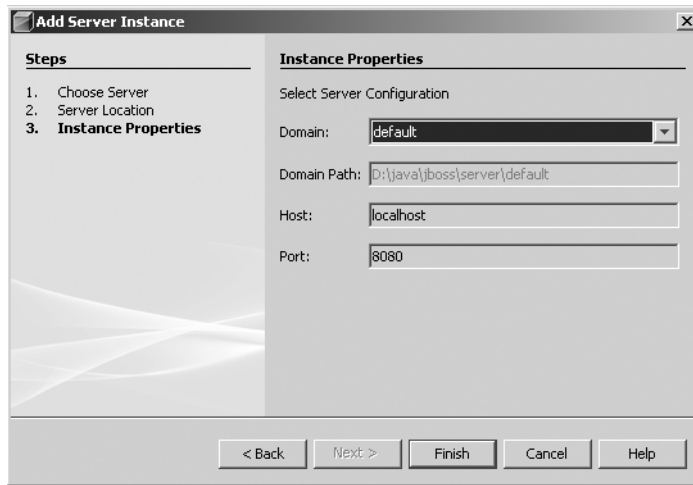 Add Server Instance
Steps
1. Choose Server
2. Server Location
3. Instance Properties
Instance Properties
Select Server Configuration
Domain: default
Domain Path: D:\java\jboss\server\default
Host: localhost
Port: 8080
< Back Next > Finish Cancel Help